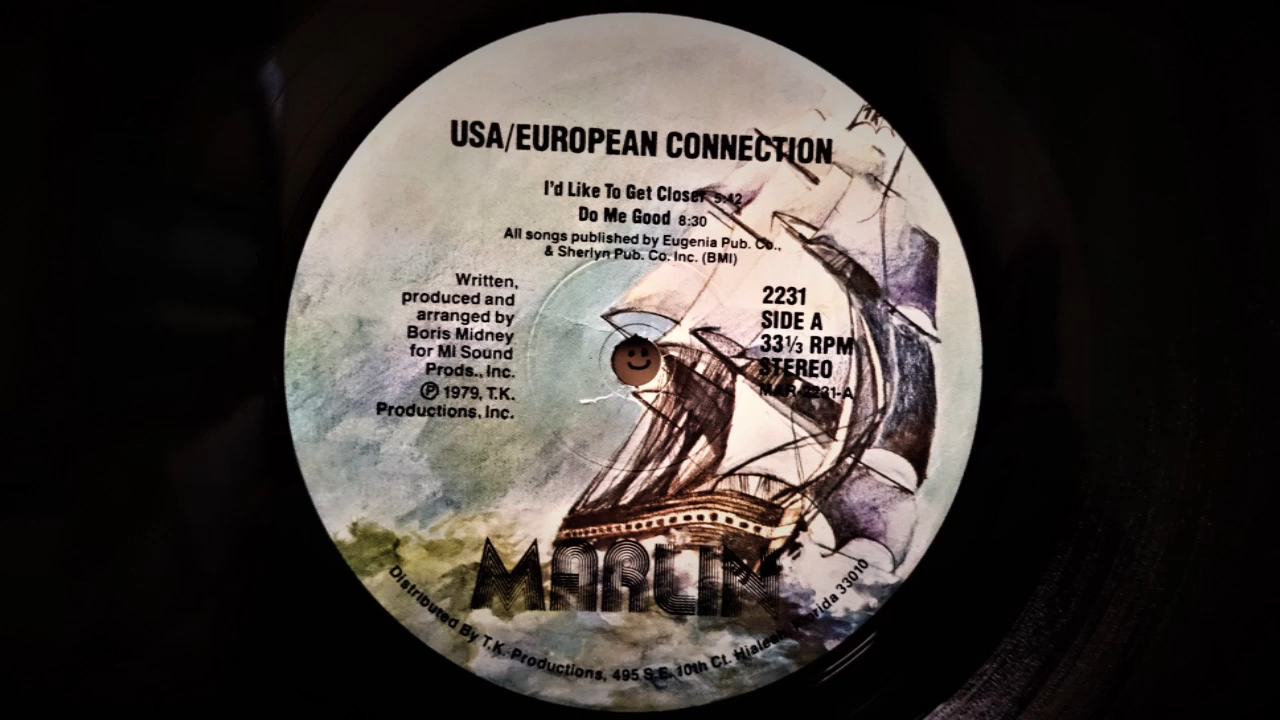 USA/EUROPEAN CONNECTION
I'd Like To Get Closer 5:42
Do Me Good 8:30
All songs published by Eugenia Pub. Co.,
& Sherlyn Pub. Co. Inc. (BMI)
Written,
produced and
arranged by
Boris Midney
for MI Sound
Prods., Inc.
Ⓟ 1979, T.K.
Productions, Inc.
2231
SIDE A
33⅓ RPM
STEREO
MAR-2231-A
MARLIN
Distributed By T.K. Productions, 495 S.E. 10th Ct. Hialeah, Florida 33010
TK